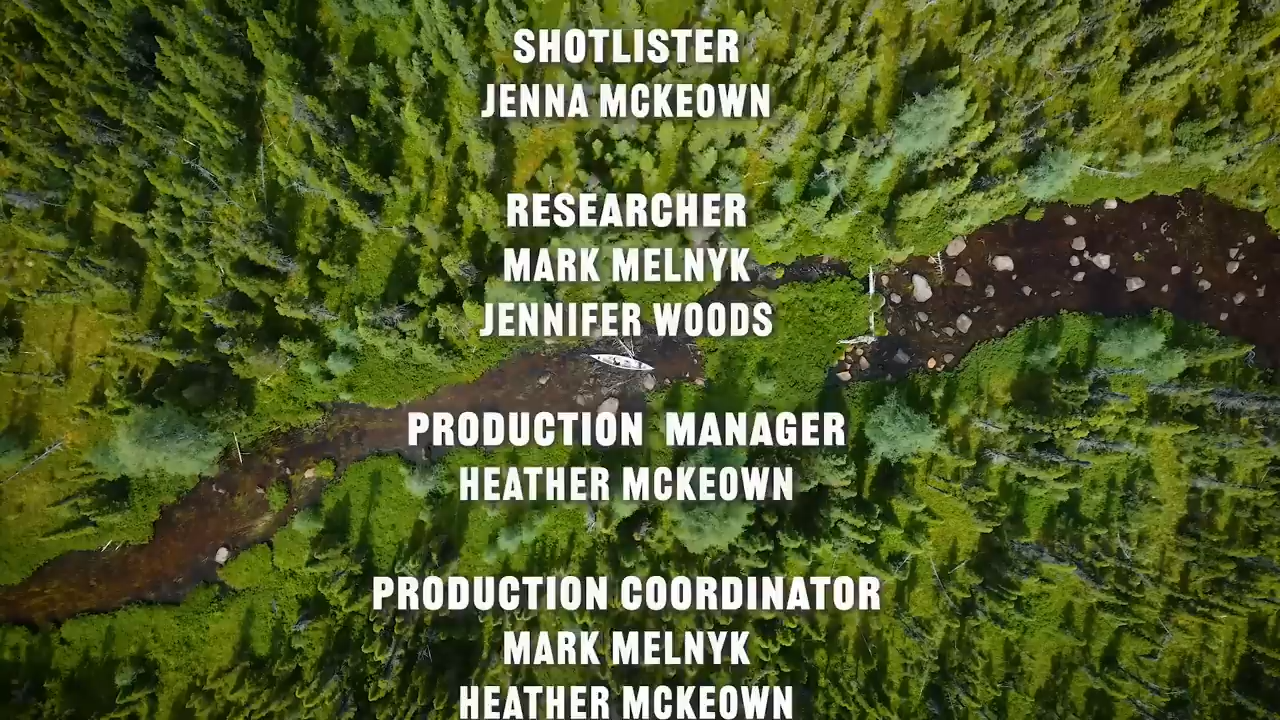 SHOTLISTER
JENNA MCKEOWN
RESEARCHER
MARK MELNYK
JENNIFER WOODS
PRODUCTION MANAGER
HEATHER MCKEOWN
PRODUCTION COORDINATOR
MARK MELNYK
HEATHER MCKEOWN